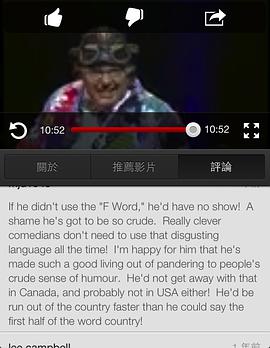 10:52
10:52
關於
推薦影片
評論
If he didn't use the "F Word," he'd have no show! A
shame he's got to be so crude. Really clever
comedians don't need to use that disgusting
language all the time! I'm happy for him that he's
made such a good living out of pandering to people's
crude sense of humour. He'd not get away with that
in Canada, and probably not in USA either! He'd be
run out of the country faster than he could say the
first half of the word country!
lee campbell
1 年前